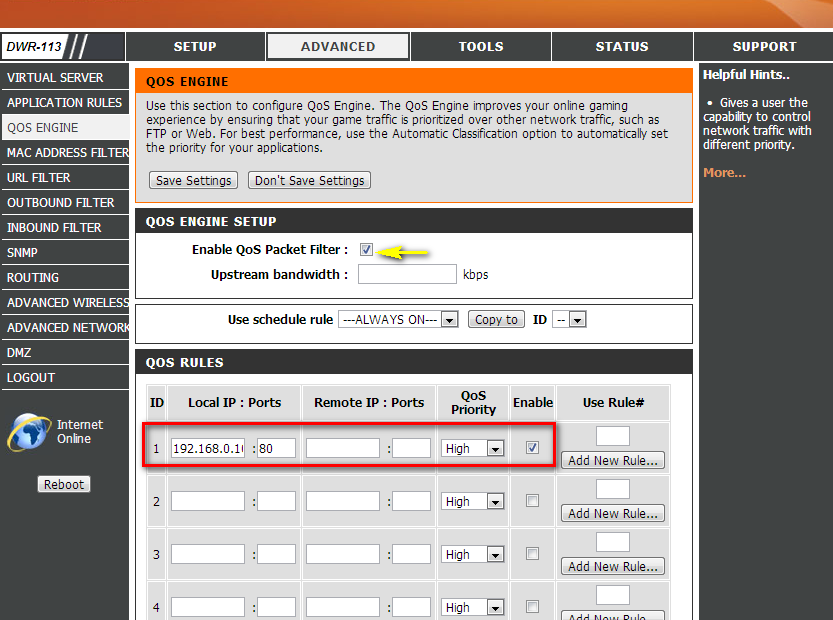 DWR-113
SETUP
ADVANCED
TOOLS
STATUS
SUPPORT
VIRTUAL SERVER
APPLICATION RULES
QOS ENGINE
MAC ADDRESS FILTER
URL FILTER
OUTBOUND FILTER
INBOUND FILTER
SNMP
ROUTING
ADVANCED WIRELESS
ADVANCED NETWORK
DMZ
LOGOUT
Internet
Online
Reboot
QOS ENGINE
Use this section to configure QoS Engine. The QoS Engine improves your online gaming
experience by ensuring that your game traffic is prioritized over other network traffic, such as
FTP or Web. For best performance, use the Automatic Classification option to automatically set
the priority for your applications.
Save Settings Don't Save Settings
QOS ENGINE SETUP
Enable QoS Packet Filter :
Upstream bandwidth : kbps
Use schedule rule ---ALWAYS ON--- Copy to ID --
QOS RULES
ID Local IP : Ports Remote IP : Ports QoS Priority Enable Use Rule#
1 192.168.0.10 : 80 : High
Add New Rule...
2 : : High
Add New Rule...
3 : : High
Add New Rule...
4 : : High
Add New Rule...
Helpful Hints..
• Gives a user the
capability to control
network traffic with
different priority.
More...